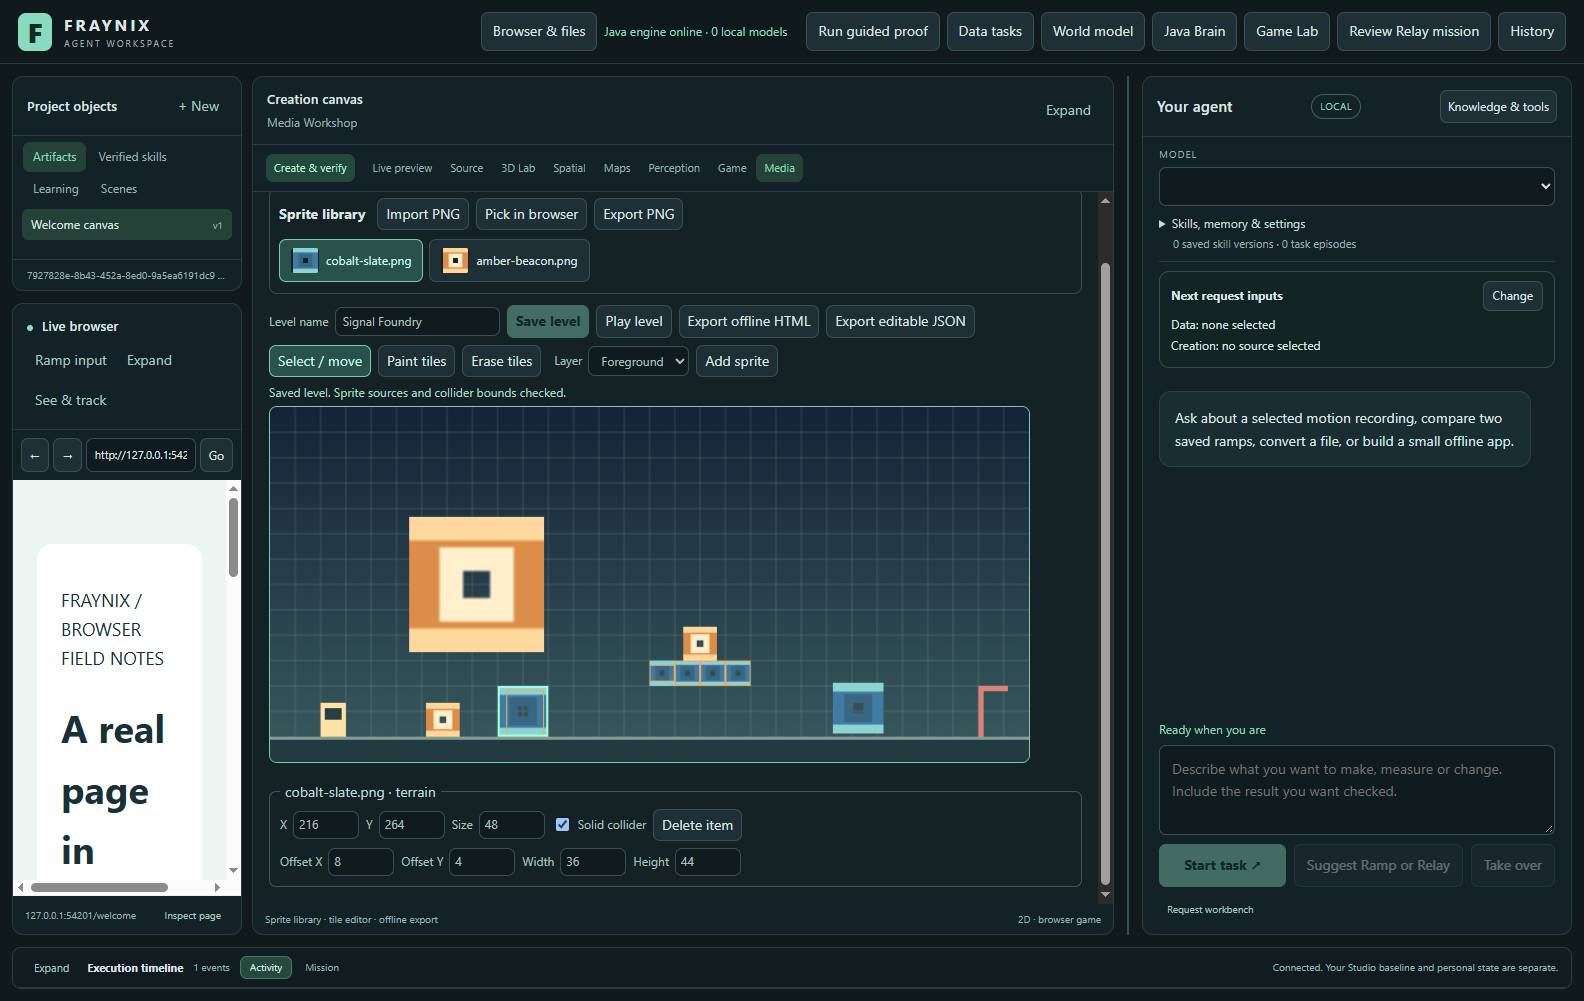 F FRAYNIX
AGENT WORKSPACE
Browser & files
Java engine online · 0 local models
Run guided proof
Data tasks
World model
Java Brain
Game Lab
Review Relay mission
History
Project objects
+ New
Artifacts
Verified skills
Learning
Scenes
Welcome canvas v1
7927828e-8b43-452a-8ed0-9a5ea6191dc9 ...
Live browser
Ramp input
Expand
See & track
← → http://127.0.0.1:542 Go
FRAYNIX /
BROWSER
FIELD NOTES
A real
page
in
127.0.0.1:54201/welcome
Inspect page
Creation canvas
Media Workshop
Expand
Create & verify
Live preview
Source
3D Lab
Spatial
Maps
Perception
Game
Media
Sprite library
Import PNG
Pick in browser
Export PNG
cobalt-slate.png
amber-beacon.png
Level name Signal Foundry
Save level
Play level
Export offline HTML
Export editable JSON
Select / move
Paint tiles
Erase tiles
Layer Foreground
Add sprite
Saved level. Sprite sources and collider bounds checked.
cobalt-slate.png · terrain
X 216 Y 264 Size 48 Solid collider Delete item
Offset X 8 Offset Y 4 Width 36 Height 44
Sprite library · tile editor · offline export
2D · browser game
Your agent
LOCAL
Knowledge & tools
MODEL
Skills, memory & settings
0 saved skill versions · 0 task episodes
Next request inputs
Change
Data: none selected
Creation: no source selected
Ask about a selected motion recording, compare two
saved ramps, convert a file, or build a small offline app.
Ready when you are
Describe what you want to make, measure or change.
Include the result you want checked.
Start task ↗
Suggest Ramp or Relay
Take over
Request workbench
Expand
Execution timeline
1 events
Activity
Mission
Connected. Your Studio baseline and personal state are separate.